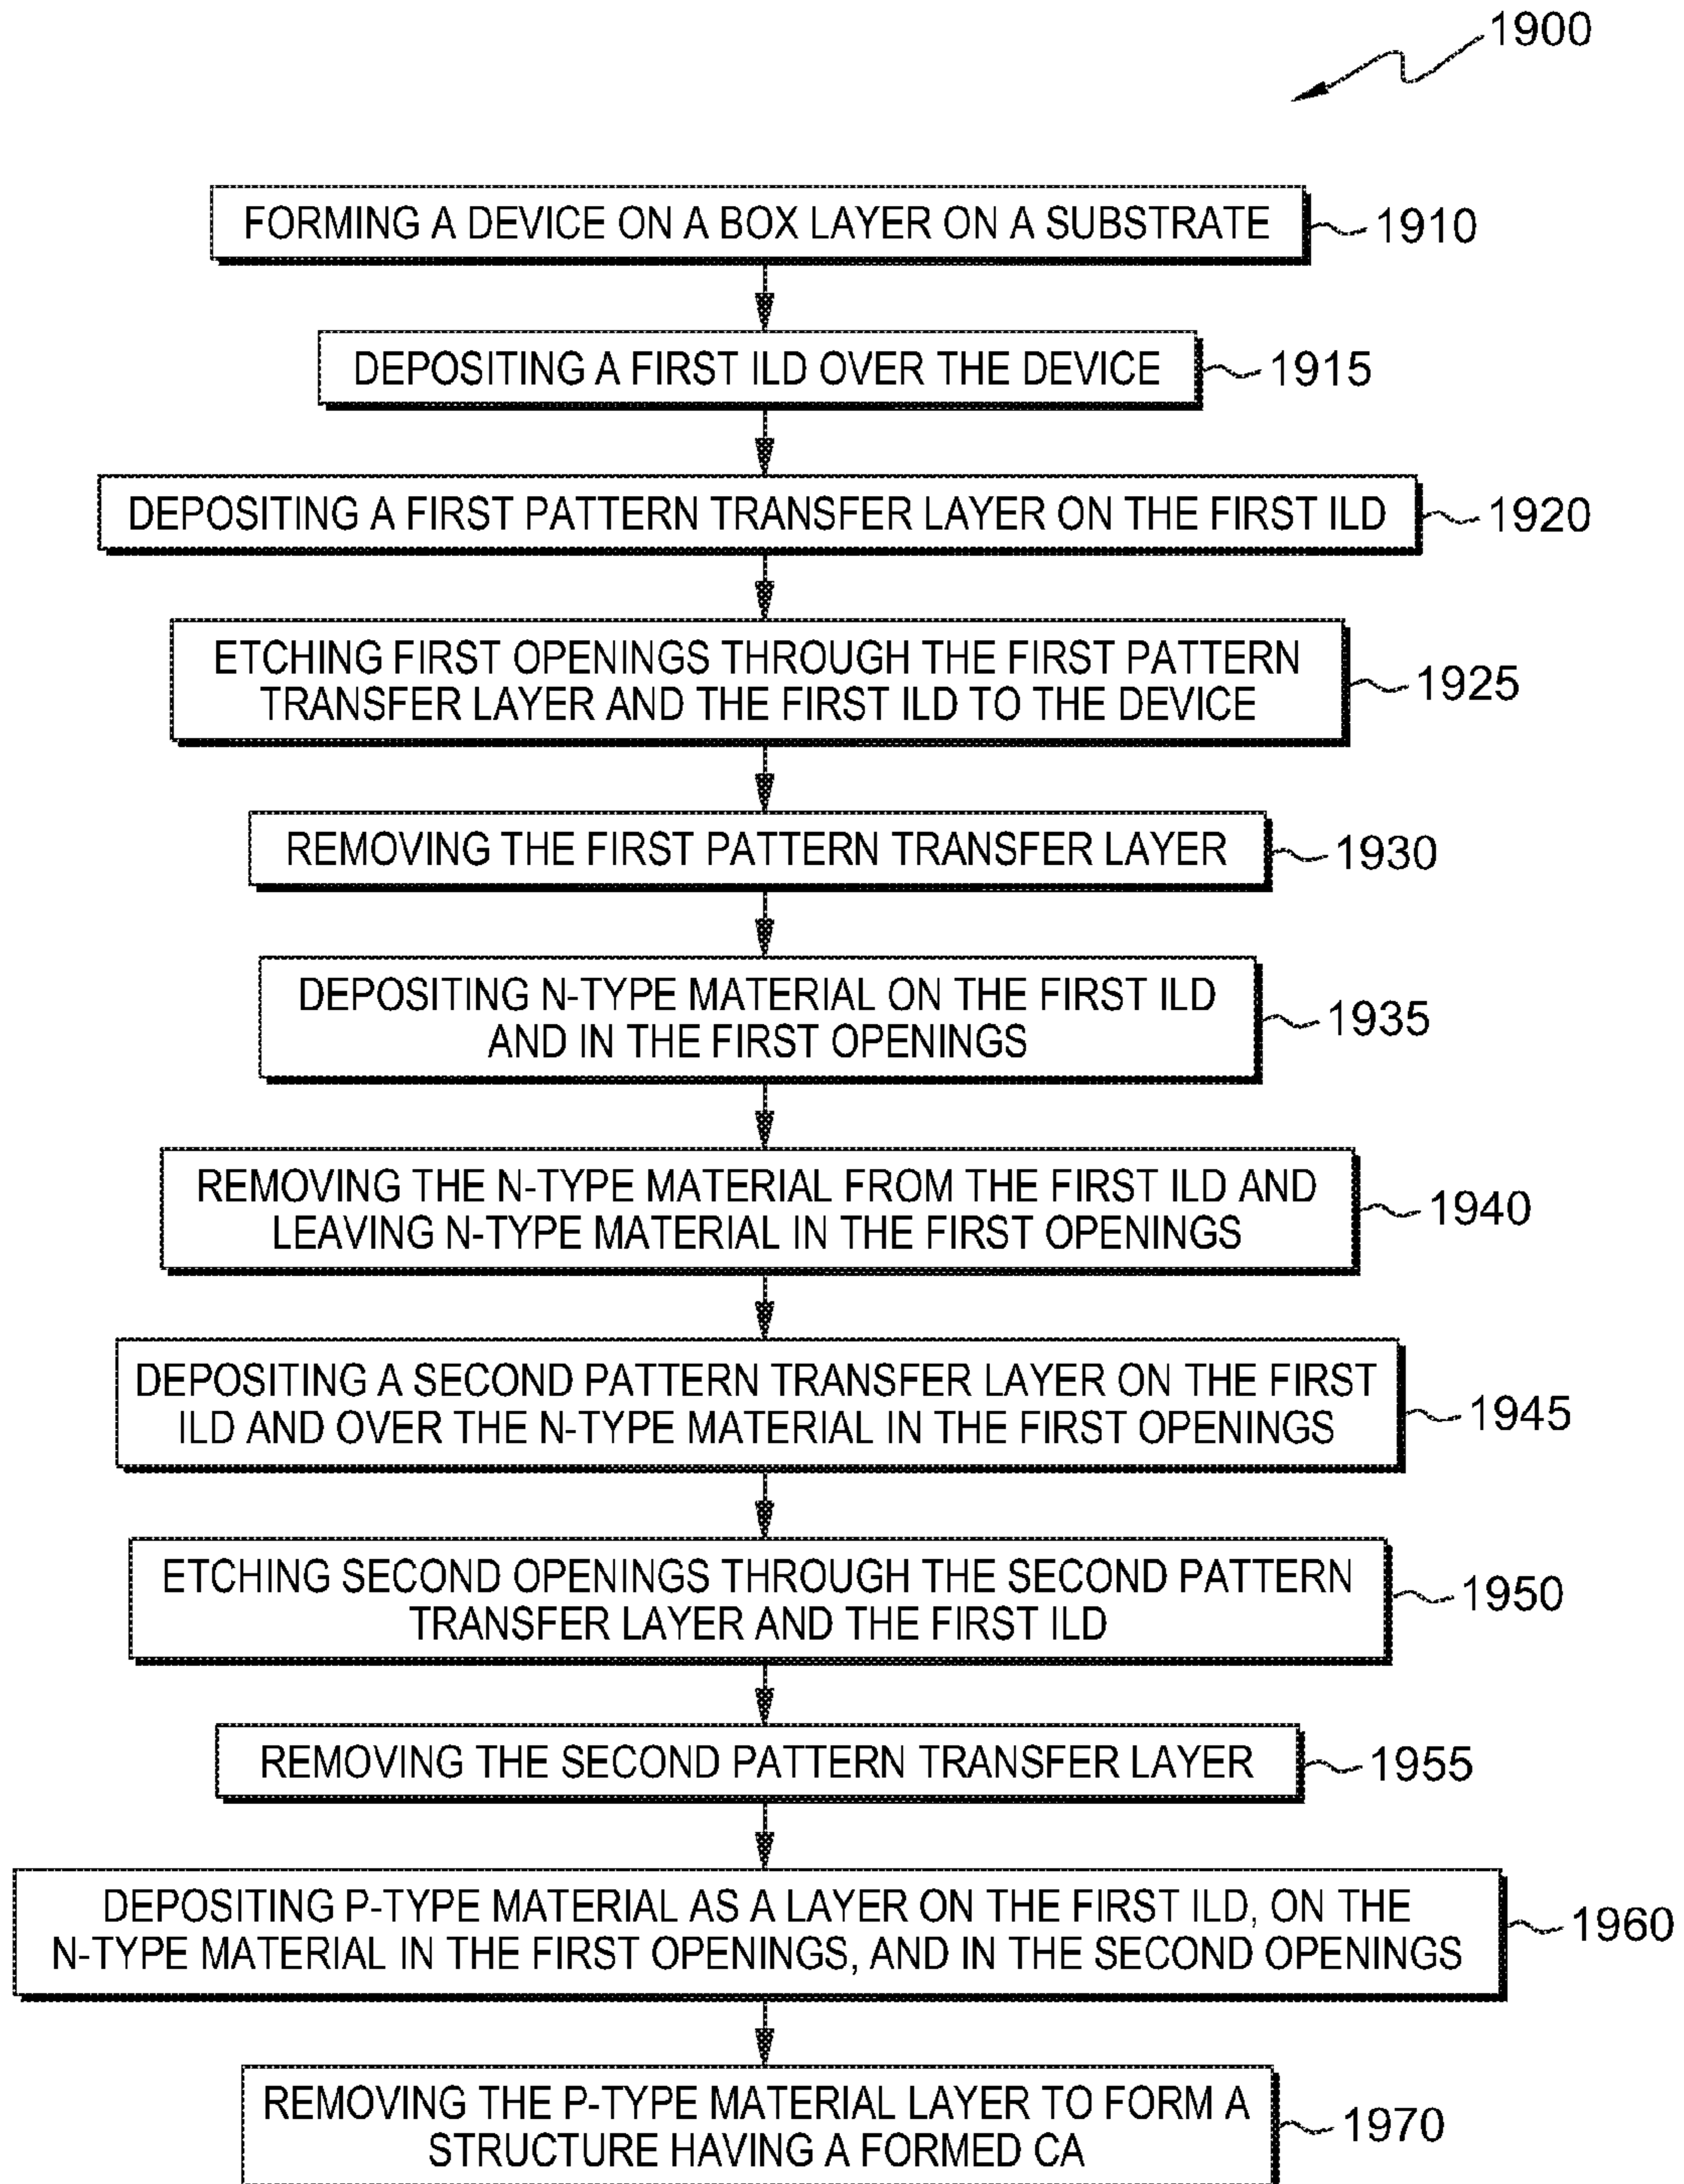 1900
FORMING A DEVICE ON A BOX LAYER ON A SUBSTRATE
1910
DEPOSITING A FIRST ILD OVER THE DEVICE
1915
DEPOSITING A FIRST PATTERN TRANSFER LAYER ON THE FIRST ILD
1920
ETCHING FIRST OPENINGS THROUGH THE FIRST PATTERN
TRANSFER LAYER AND THE FIRST ILD TO THE DEVICE
1925
REMOVING THE FIRST PATTERN TRANSFER LAYER
1930
DEPOSITING N-TYPE MATERIAL ON THE FIRST ILD
AND IN THE FIRST OPENINGS
1935
REMOVING THE N-TYPE MATERIAL FROM THE FIRST ILD AND
LEAVING N-TYPE MATERIAL IN THE FIRST OPENINGS
1940
DEPOSITING A SECOND PATTERN TRANSFER LAYER ON THE FIRST
ILD AND OVER THE N-TYPE MATERIAL IN THE FIRST OPENINGS
1945
ETCHING SECOND OPENINGS THROUGH THE SECOND PATTERN
TRANSFER LAYER AND THE FIRST ILD
1950
REMOVING THE SECOND PATTERN TRANSFER LAYER
1955
DEPOSITING P-TYPE MATERIAL AS A LAYER ON THE FIRST ILD, ON THE
N-TYPE MATERIAL IN THE FIRST OPENINGS, AND IN THE SECOND OPENINGS
1960
REMOVING THE P-TYPE MATERIAL LAYER TO FORM A
STRUCTURE HAVING A FORMED CA
1970